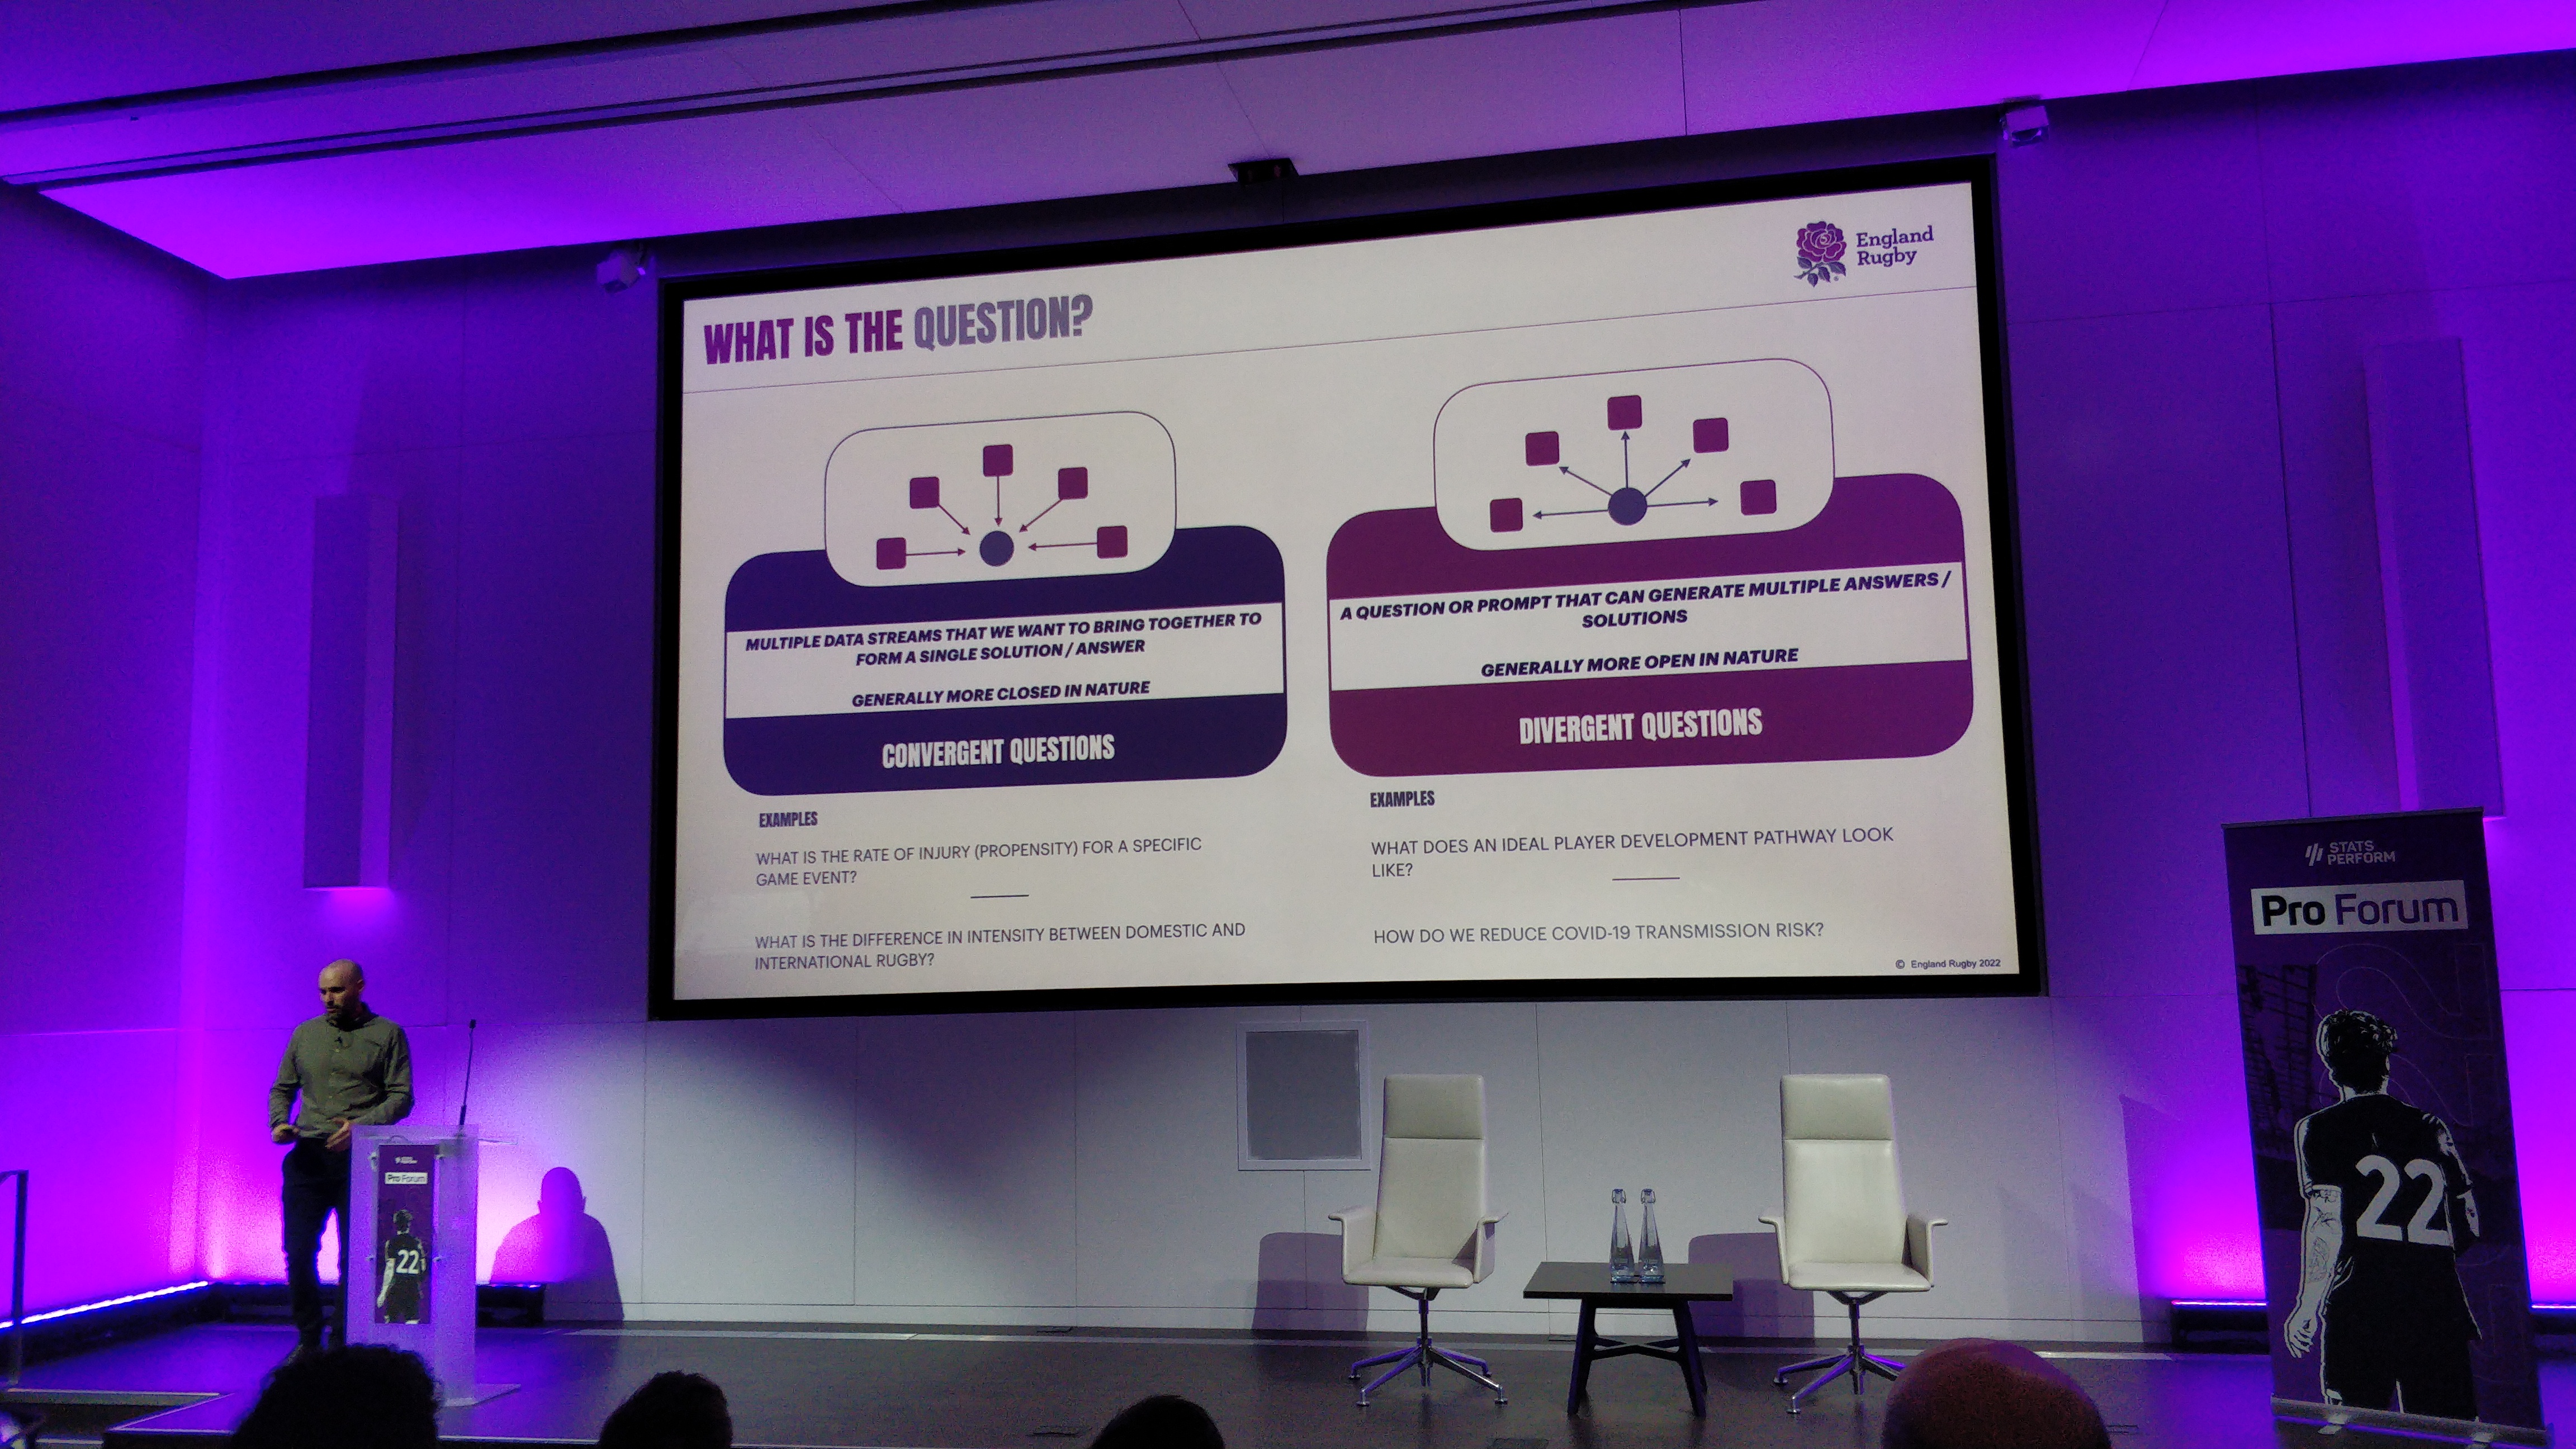 England
Rugby
WHAT IS THE QUESTION?
MULTIPLE DATA STREAMS THAT WE WANT TO BRING TOGETHER TO
FORM A SINGLE SOLUTION / ANSWER
GENERALLY MORE CLOSED IN NATURE
CONVERGENT QUESTIONS
EXAMPLES
WHAT IS THE RATE OF INJURY (PROPENSITY) FOR A SPECIFIC
GAME EVENT?
WHAT IS THE DIFFERENCE IN INTENSITY BETWEEN DOMESTIC AND
INTERNATIONAL RUGBY?
A QUESTION OR PROMPT THAT CAN GENERATE MULTIPLE ANSWERS /
SOLUTIONS
GENERALLY MORE OPEN IN NATURE
DIVERGENT QUESTIONS
EXAMPLES
WHAT DOES AN IDEAL PLAYER DEVELOPMENT PATHWAY LOOK
LIKE?
HOW DO WE REDUCE COVID-19 TRANSMISSION RISK?
© England Rugby 2022
STATS
PERFORM
Pro Forum
22
Pro Forum
22